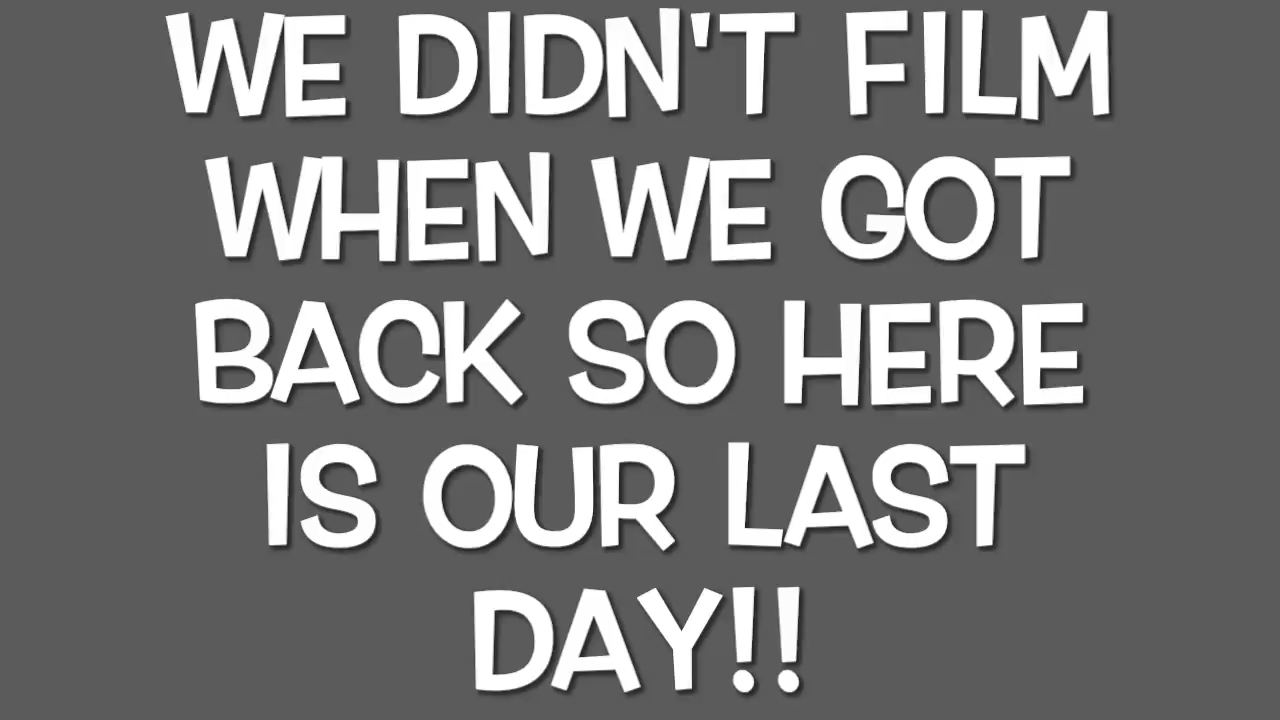 WE DIDN'T FILM
WHEN WE GOT
BACK SO HERE
IS OUR LAST
DAY!!